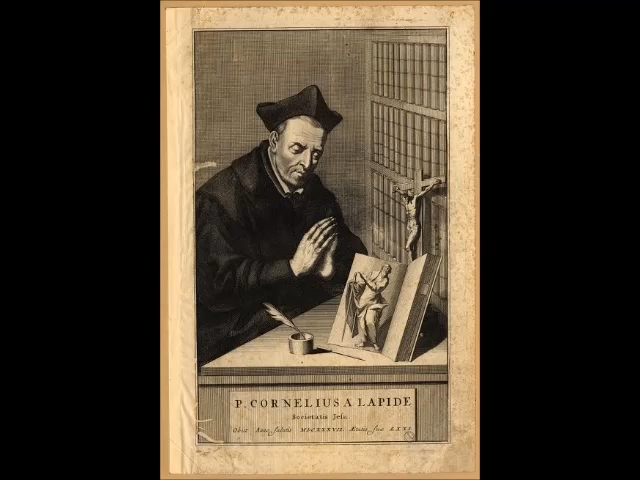 P. CORNELIUS A LAPIDE
Societatis Jesu
Obiit Anno salutis MDCXXXVII. Ætatis suæ LXXI.